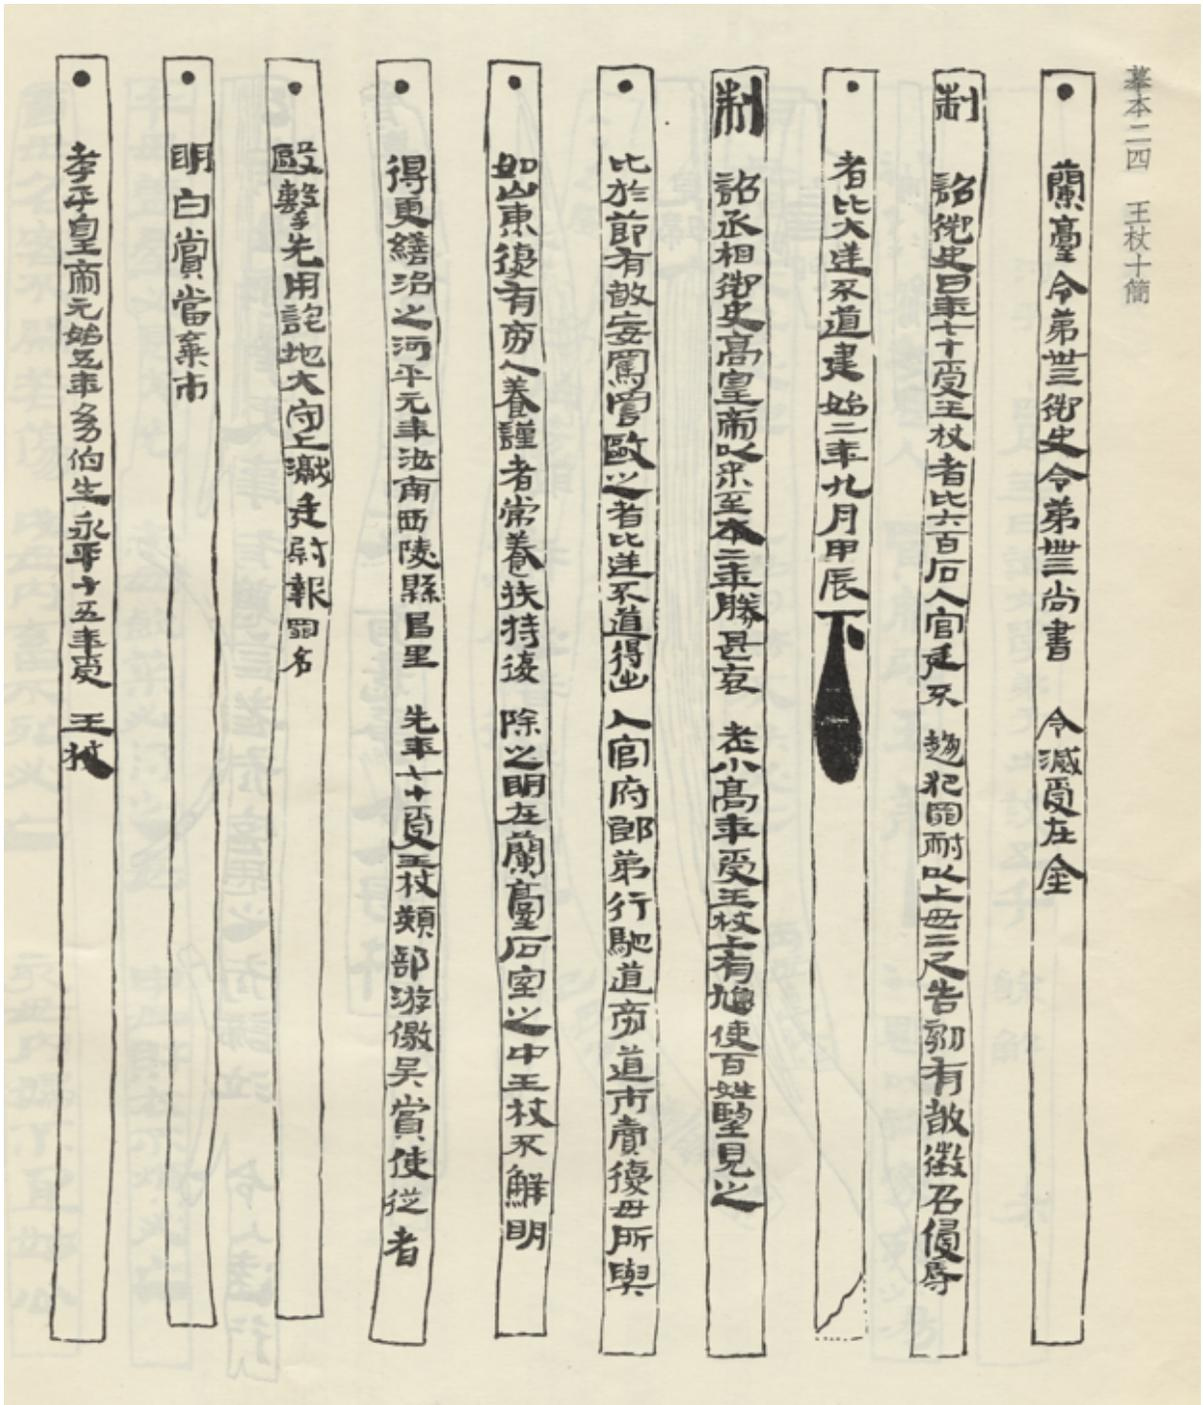 摹本二四　王杖十簡
蘭臺令第卅三御史令第卌三尚書　令滅受在金
制　詔御史曰年七十受王杖者比六百石入官廷不　趨犯罪耐以上毋二尺告劾有敢徵召侵辱
者比大逆不道建始二年九月甲辰下
制　詔丞相御史高皇帝以來至本二年勝甚哀　老小高年受王杖上有鳩使百姓望見之
比於節有敢妄罵詈毆之者比逆不道得出　入官府郎第行馳道旁道市賣復毋所與
如山東復有旁人養謹者常養扶持復　除之明在蘭臺石室之中王杖不鮮明
得更繕治之河平元年汝南西陵縣昌里　先年七十受王杖熲部游徼吳賞使從者
毆擊先用詑地大守上讞廷尉報罪名
明白賞當棄市
孝平皇帝元始五年幼伯生永平十五年受　王杖